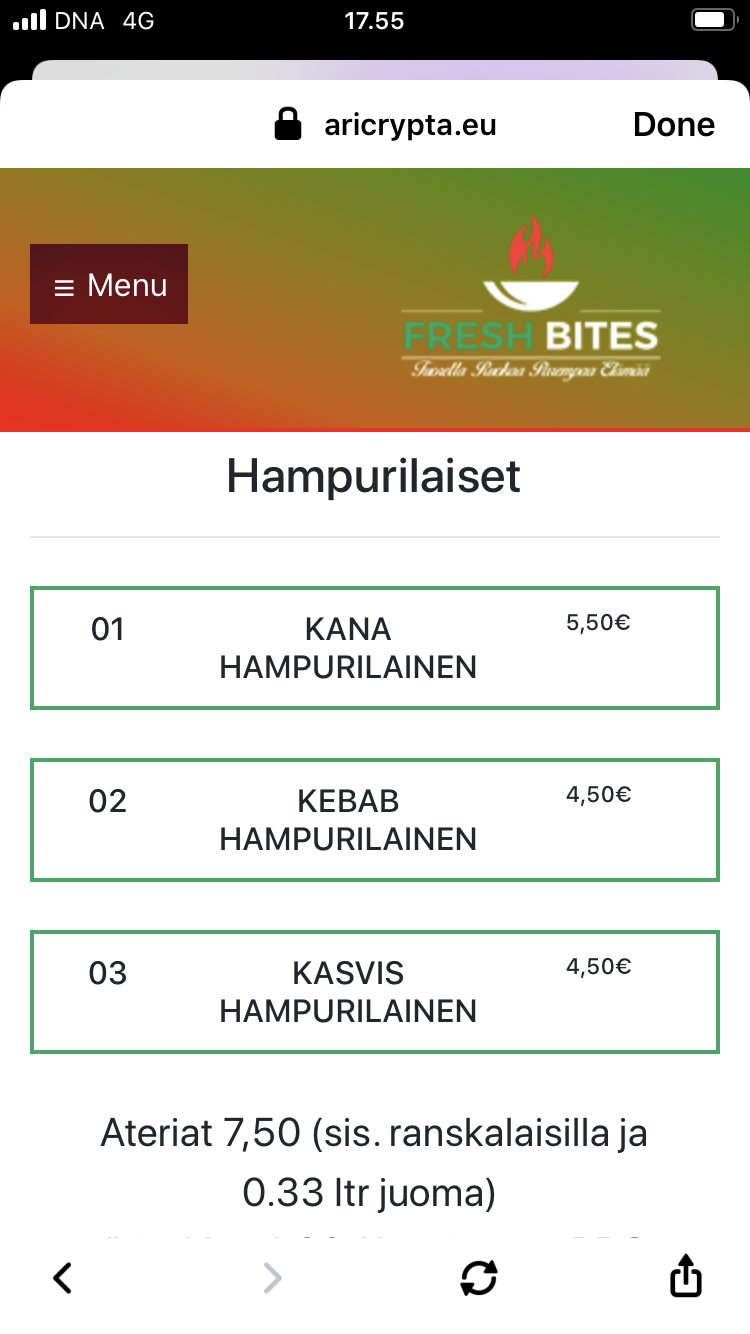 DNA 4G 17.55
aricrypta.eu Done
≡ Menu
FRESH BITES
Tuorella Ruokaa Parempaa Elämää
Hampurilaiset
01 KANA HAMPURILAINEN 5,50€
02 KEBAB HAMPURILAINEN 4,50€
03 KASVIS HAMPURILAINEN 4,50€
Ateriat 7,50 (sis. ranskalaisilla ja
0.33 ltr juoma)